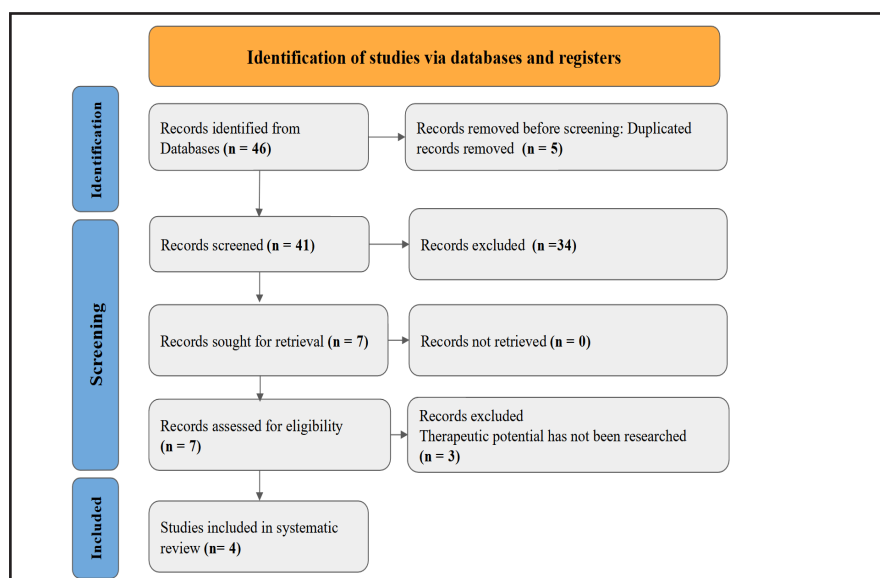 Identification of studies via databases and registers
Identification
Records identified from
Databases (n = 46)
Records removed before screening: Duplicated
records removed (n = 5)
Screening
Records screened (n = 41)
Records excluded (n =34)
Records sought for retrieval (n = 7)
Records not retrieved (n = 0)
Records assessed for eligibility
(n = 7)
Records excluded
Therapeutic potential has not been researched
(n = 3)
Included
Studies included in systematic
review (n= 4)